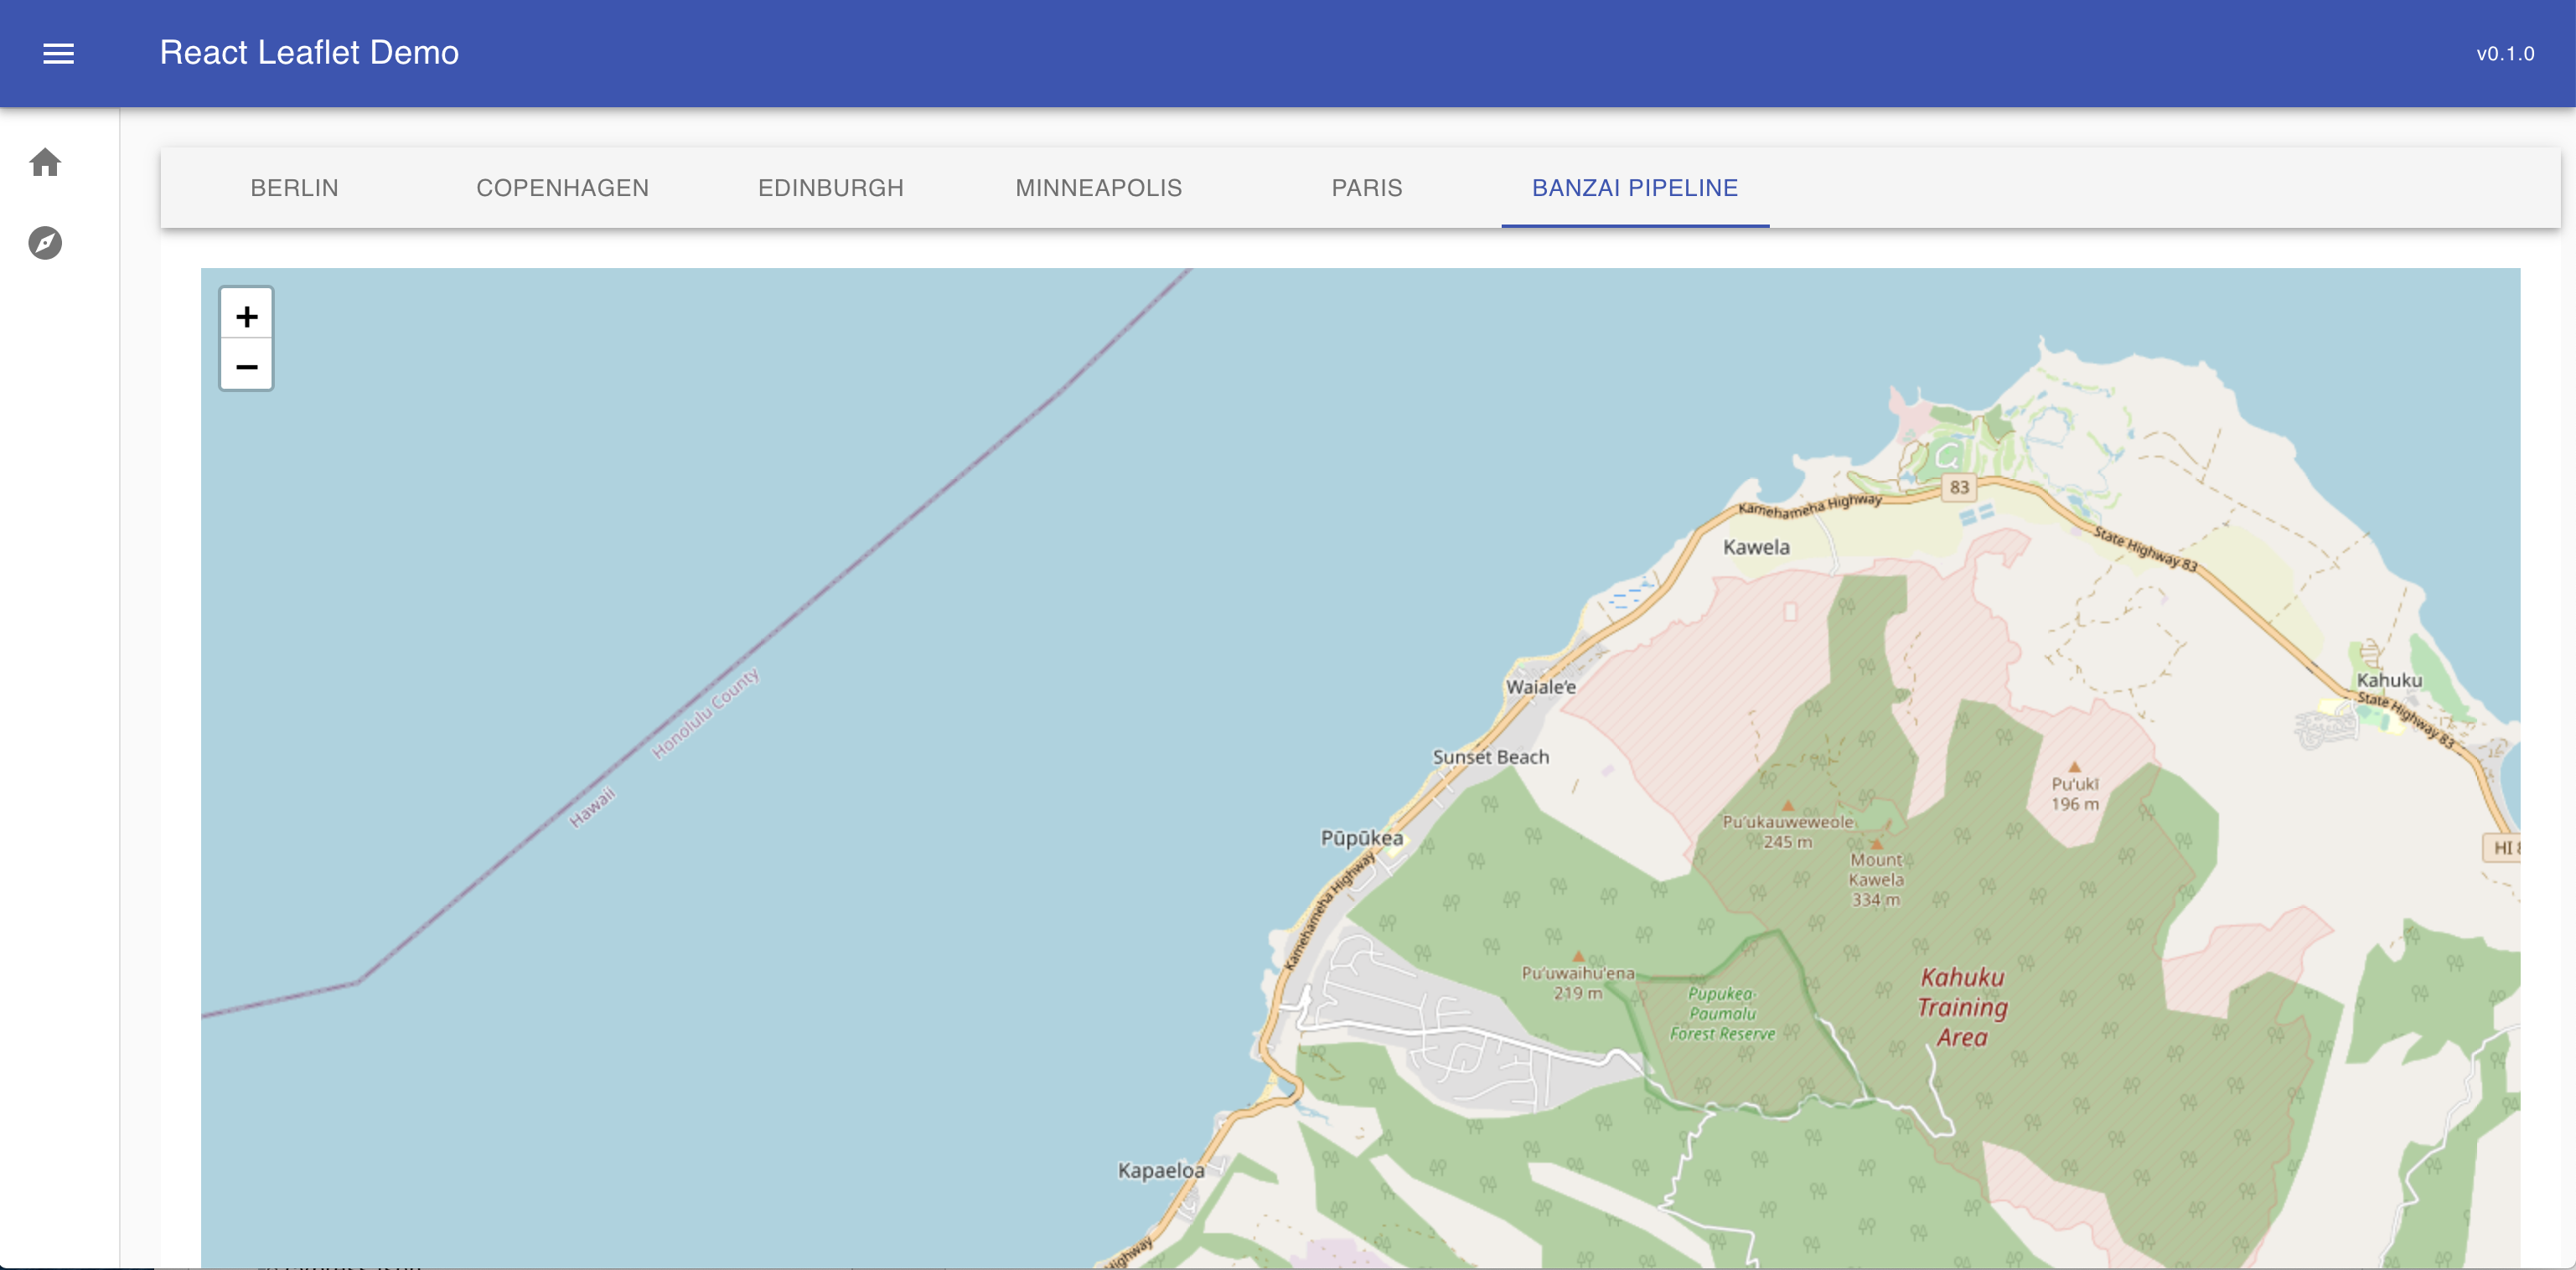 React Leaflet Demo
v0.1.0
BERLIN
COPENHAGEN
EDINBURGH
MINNEAPOLIS
PARIS
BANZAI PIPELINE
+
−
83
Kamehameha Highway
State Highway 83
Kawela
Kahuku
State Highway 83
Waiale'e
Honolulu County
Hawaii
Sunset Beach
Pu'ukī
196 m
Pu'ukauweweole
245 m
HI 8
Pūpūkea
Mount
Kawela
334 m
Kamehameha Highway
Pu'uwaihu'ena
219 m
Kahuku
Training
Area
Pupukea-
Paumalu
Forest Reserve
Kapaeloa
Highway